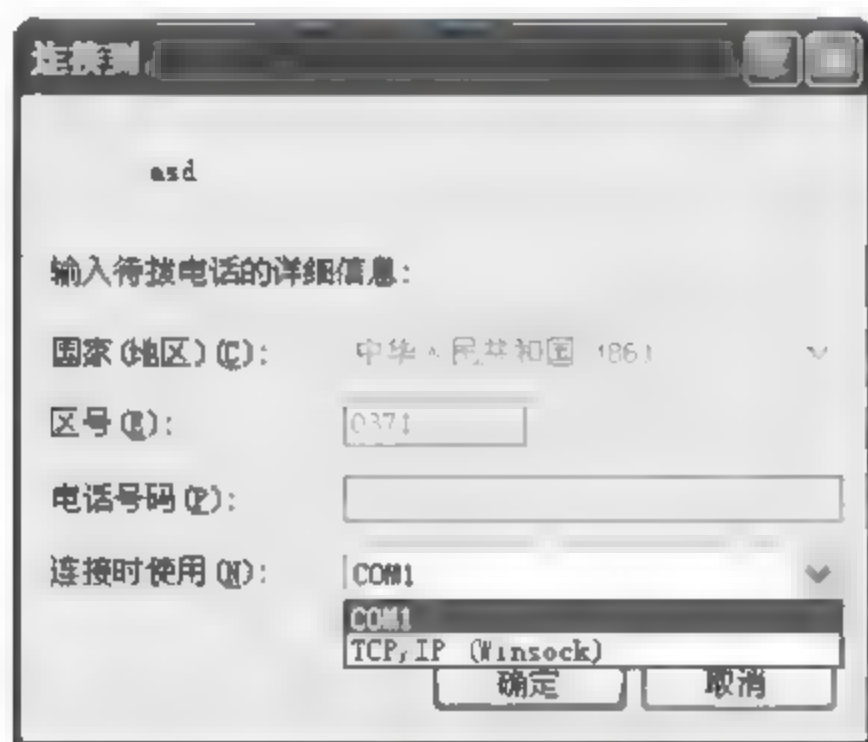 连接到
asd
输入待拨电话的详细信息:
国家(地区)(C): 中华人民共和国 (86)
区号(E): 0371
电话号码(P):
连接时使用(N): COM1
COM1
TCP/IP (Winsock)
确定 取消